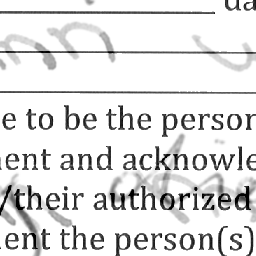 da
e to be the person
nent and acknowle
/their authorized
ent the person(s)